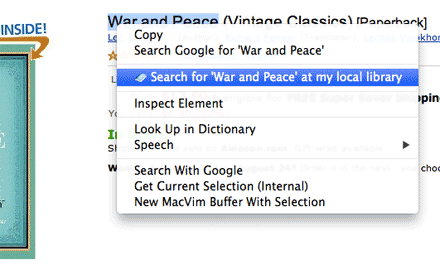 INSIDE!
War and Peace (Vintage Classics) [Paperback]
Copy
Search Google for 'War and Peace'
Search for 'War and Peace' at my local library
Inspect Element
Look Up in Dictionary
Speech
Search With Google
Get Current Selection (Internal)
New MacVim Buffer With Selection